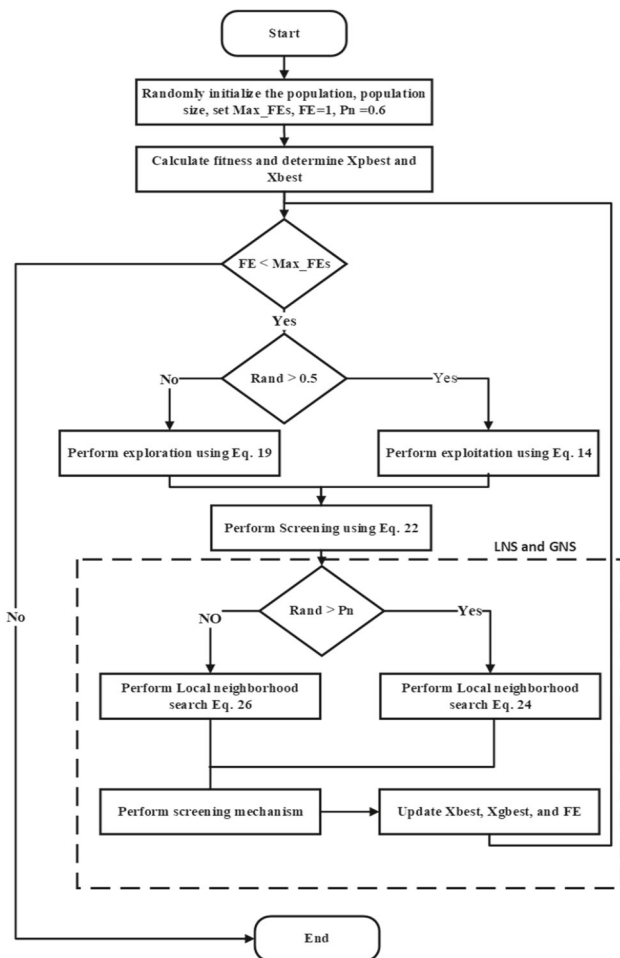 Start
Randomly initialize the population, population
size, set Max_FEs, FE=1, Pn =0.6
Calculate fitness and determine Xpbest and
Xbest
FE < Max_FEs
Yes
Rand > 0.5
No
Yes
Perform exploration using Eq. 19
Perform exploitation using Eq. 14
Perform Screening using Eq. 22
LNS and GNS
Rand > Pn
No
NO
Yes
Perform Local neighborhood
search Eq. 26
Perform Local neighborhood
search Eq. 24
Perform screening mechanism
Update Xbest, Xgbest, and FE
End